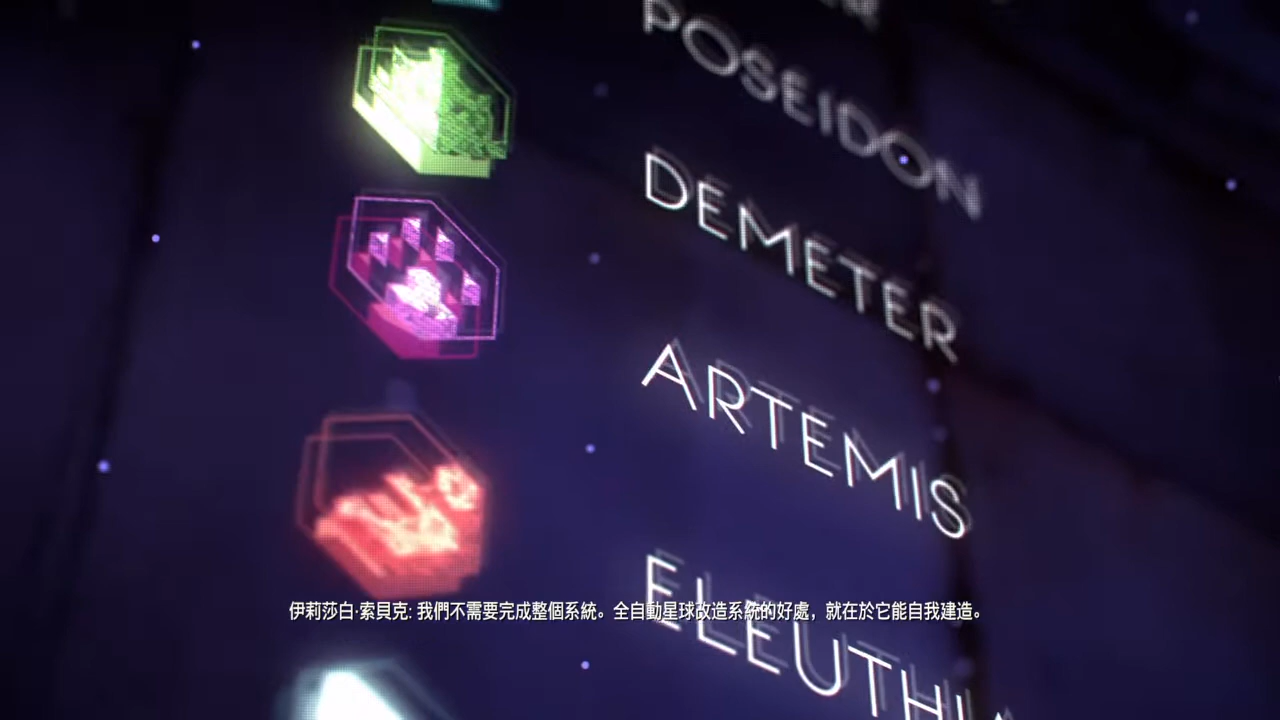 POSEIDON
DEMETER
ARTEMIS
ELEUTHIA
伊莉莎白·索貝克: 我們不需要完成整個系統。全自動星球改造系統的好處，就在於它能自我建造。